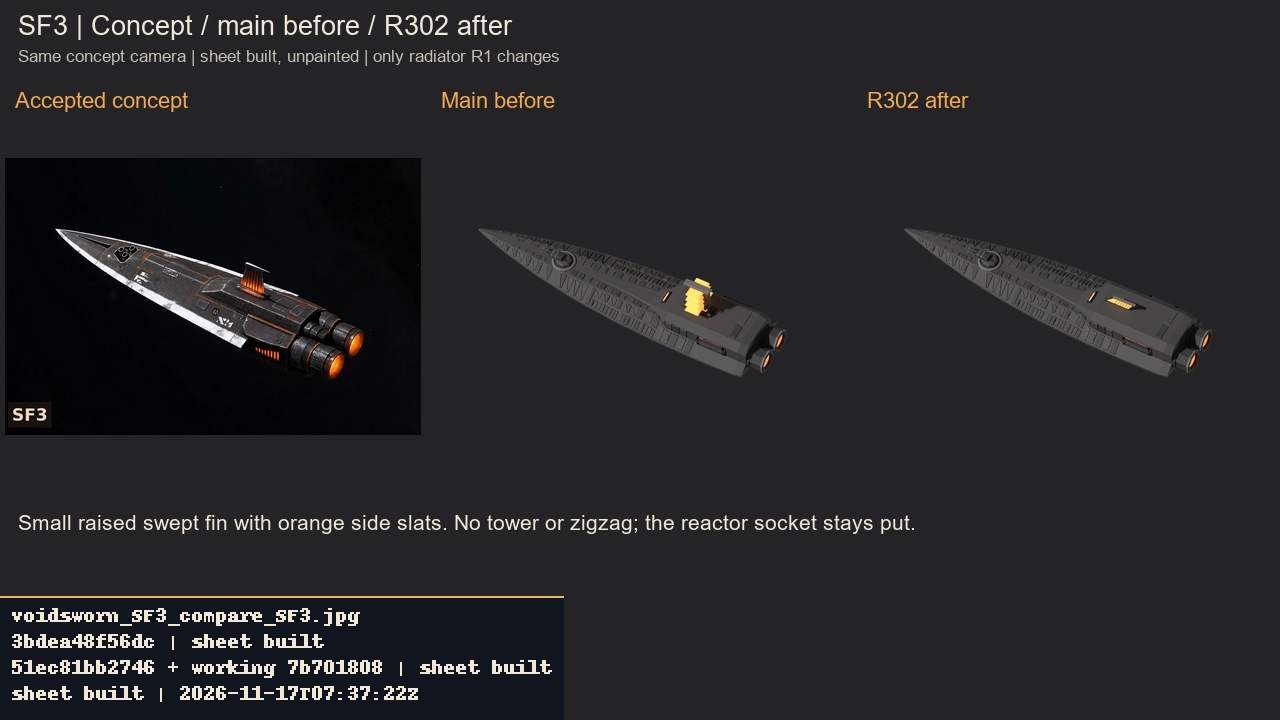 SF3 | Concept / main before / R302 after
Same concept camera | sheet built, unpainted | only radiator R1 changes
Accepted concept
Main before
R302 after
SF3
Small raised swept fin with orange side slats. No tower or zigzag; the reactor socket stays put.
voidsworn_SF3_compare_SF3.jpg
3bdea48f56dc | sheet built
51ec81bb2746 + working 7b701808 | sheet built
sheet built | 2026-11-17T07:37:22Z